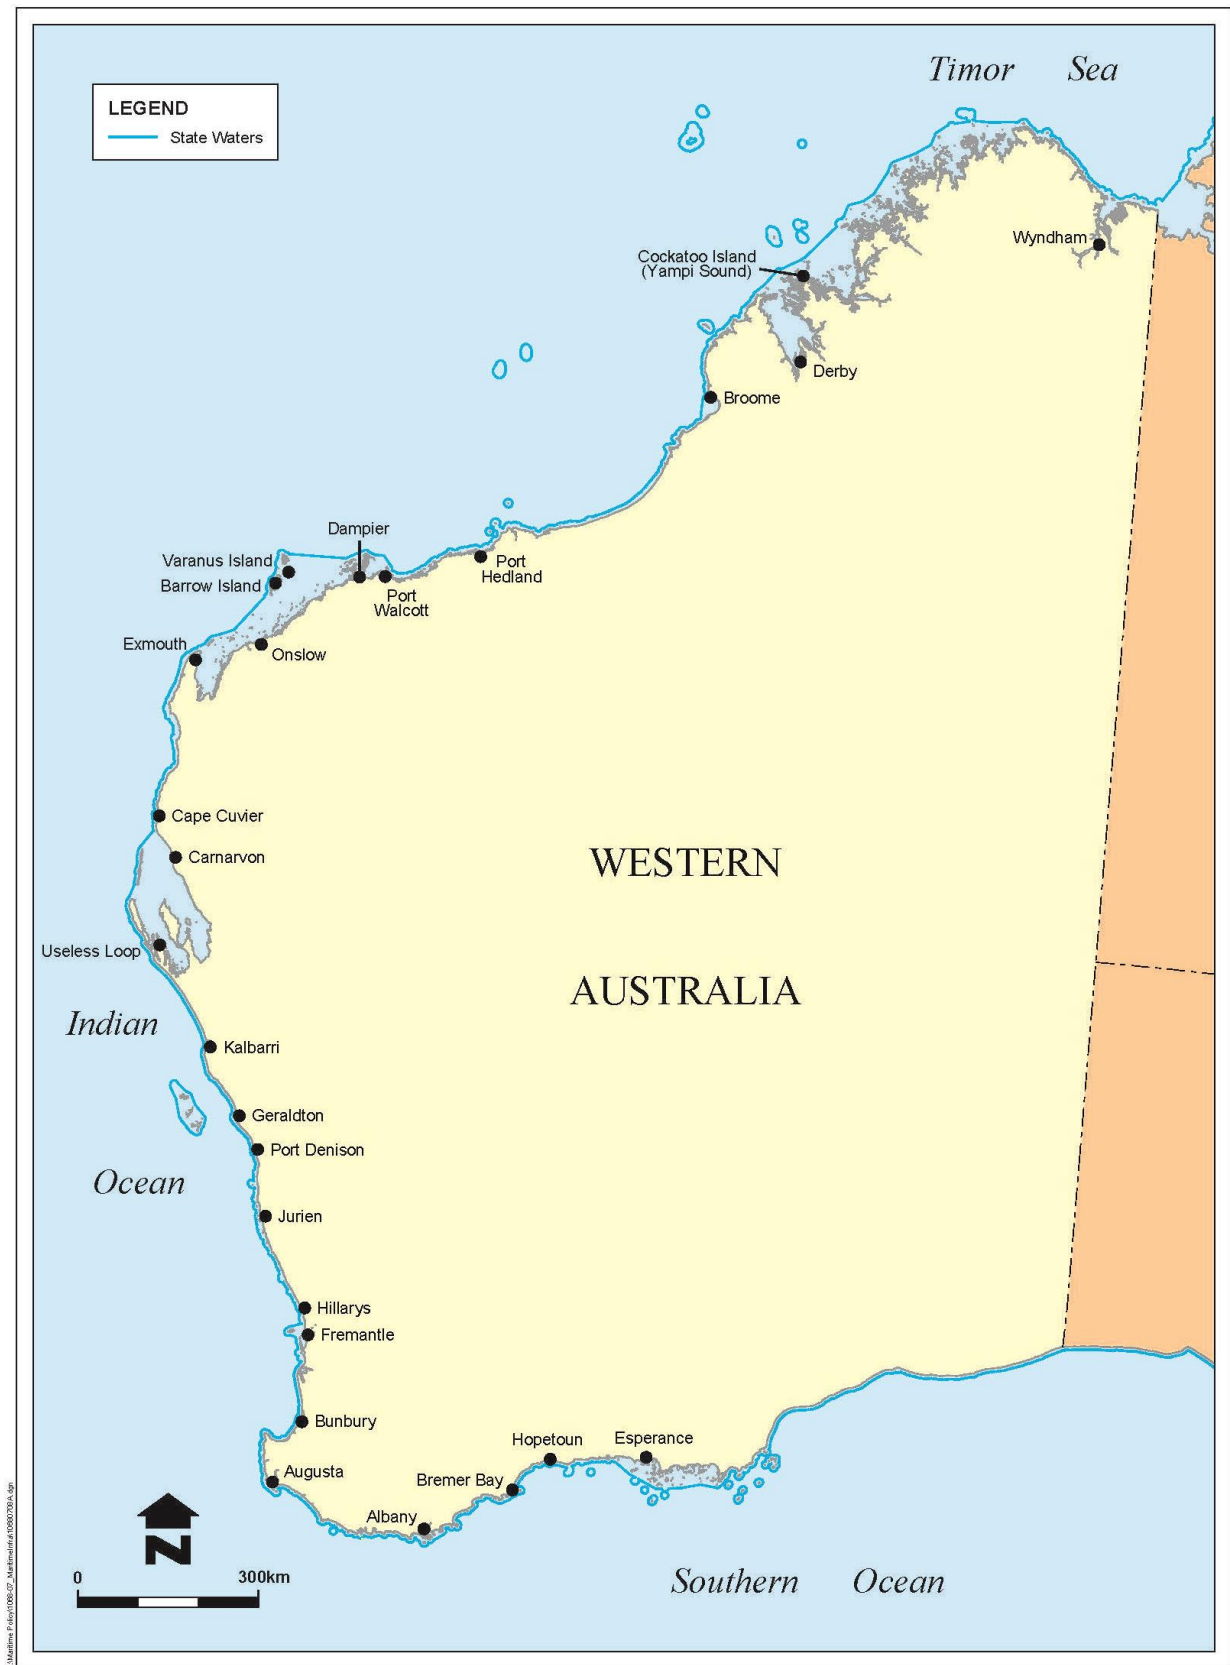 Timor Sea
LEGEND
State Waters
Wyndham
Cockatoo Island
(Yampi Sound)
Derby
Broome
Dampier
Varanus Island
Barrow Island
Port
Hedland
Port
Walcott
Exmouth
Onslow
Cape Cuvier
Carnarvon
WESTERN
Useless Loop
AUSTRALIA
Indian
Kalbarri
Geraldton
Port Denison
Ocean
Jurien
Hillarys
Fremantle
Bunbury
Hopetoun
Esperance
Augusta
Bremer Bay
Albany
N
0 300km
Southern Ocean